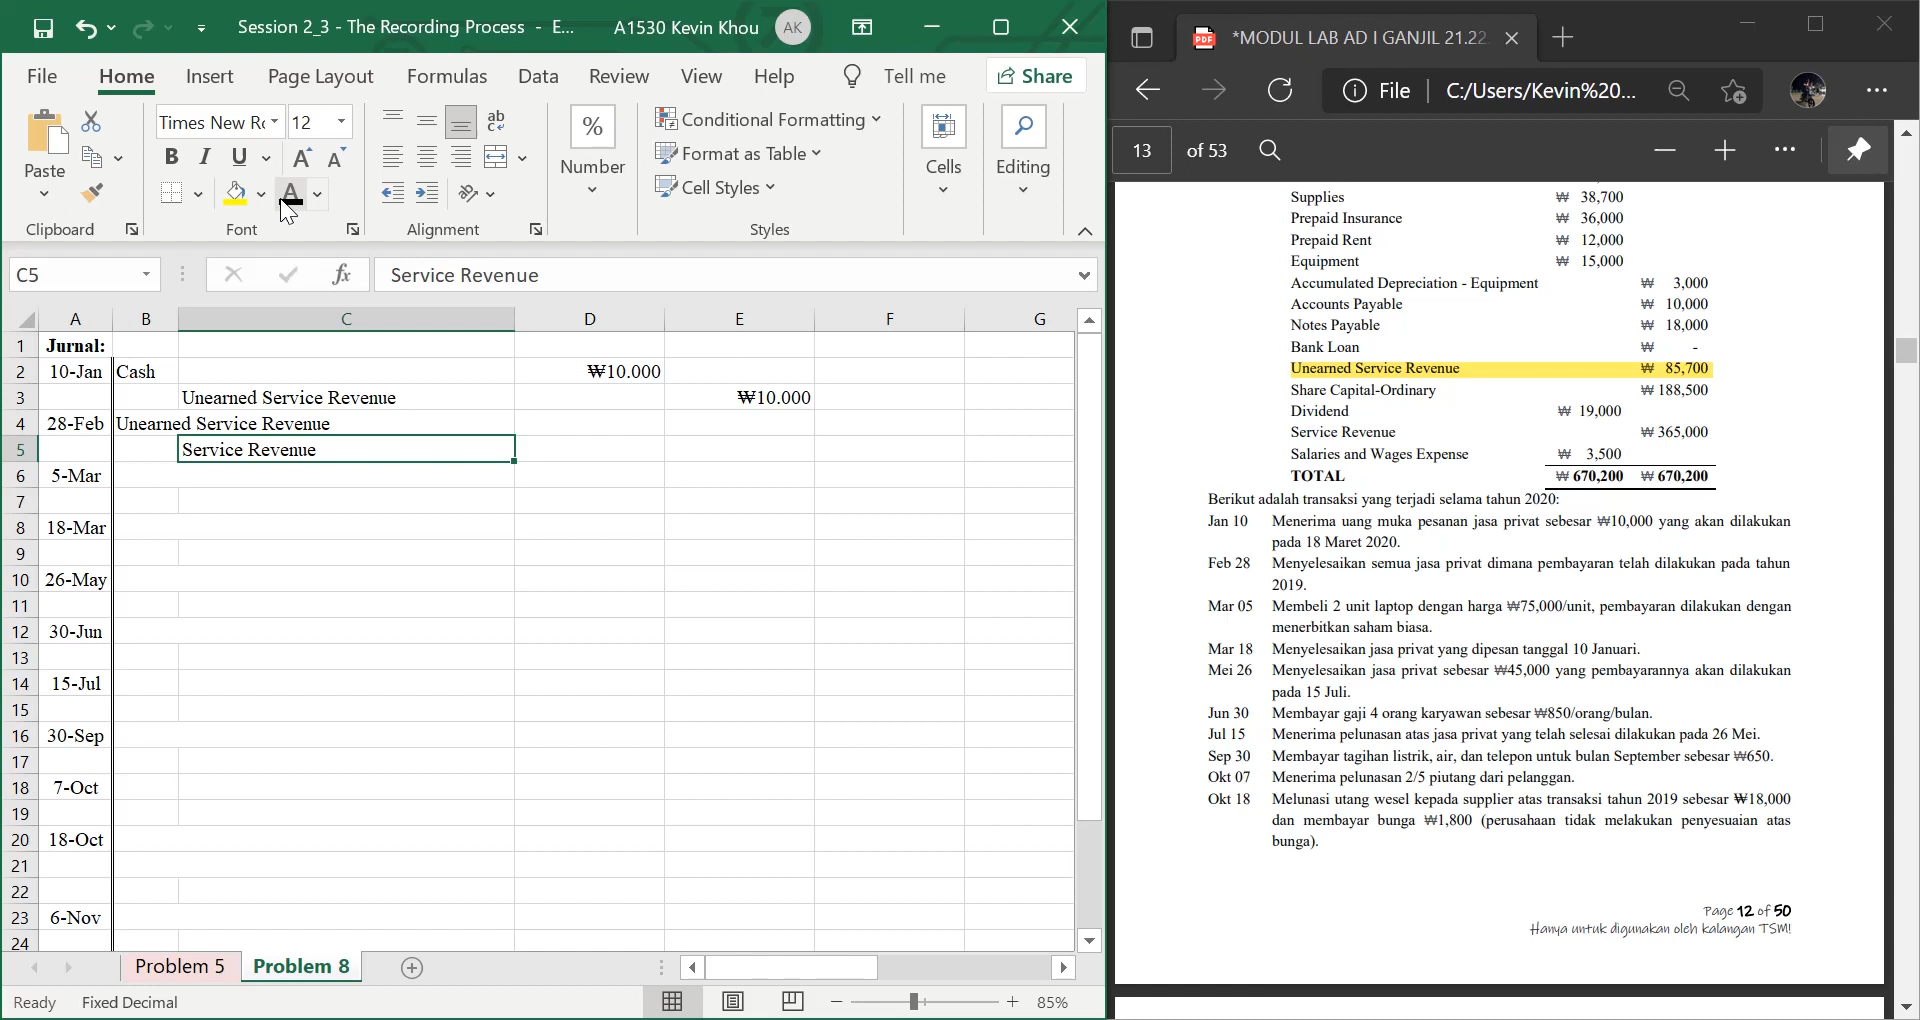 Session 2_3 - The Recording Process - E... A1530 Kevin Khou AK
File Home Insert Page Layout Formulas Data Review View Help Tell me Share
Paste
Times New Ro 12
B I U A A
A
ab c
%
Number
Conditional Formatting
Format as Table
Cell Styles
Cells
Editing
Clipboard Font Alignment Styles
C5 fx Service Revenue
A B C D E F G
1 Jurnal:
2 10-Jan Cash ₩10.000
3 Unearned Service Revenue ₩10.000
4 28-Feb Unearned Service Revenue
5 Service Revenue
6 5-Mar
7
8 18-Mar
9
10 26-May
11
12 30-Jun
13
14 15-Jul
15
16 30-Sep
17
18 7-Oct
19
20 18-Oct
21
22
23 6-Nov
24
Problem 5 Problem 8
Ready Fixed Decimal 85%
PDF *MODUL LAB AD I GANJIL 21.22
File C:/Users/Kevin%20...
13 of 53
Supplies ₩ 38,700
Prepaid Insurance ₩ 36,000
Prepaid Rent ₩ 12,000
Equipment ₩ 15,000
Accumulated Depreciation - Equipment ₩ 3,000
Accounts Payable ₩ 10,000
Notes Payable ₩ 18,000
Bank Loan ₩ -
Unearned Service Revenue ₩ 85,700
Share Capital-Ordinary ₩ 188,500
Dividend ₩ 19,000
Service Revenue ₩ 365,000
Salaries and Wages Expense ₩ 3,500
TOTAL ₩ 670,200 ₩ 670,200
Berikut adalah transaksi yang terjadi selama tahun 2020:
Jan 10 Menerima uang muka pesanan jasa privat sebesar ₩10,000 yang akan dilakukan
pada 18 Maret 2020.
Feb 28 Menyelesaikan semua jasa privat dimana pembayaran telah dilakukan pada tahun
2019.
Mar 05 Membeli 2 unit laptop dengan harga ₩75,000/unit, pembayaran dilakukan dengan
menerbitkan saham biasa.
Mar 18 Menyelesaikan jasa privat yang dipesan tanggal 10 Januari.
Mei 26 Menyelesaikan jasa privat sebesar ₩45,000 yang pembayarannya akan dilakukan
pada 15 Juli.
Jun 30 Membayar gaji 4 orang karyawan sebesar ₩850/orang/bulan.
Jul 15 Menerima pelunasan atas jasa privat yang telah selesai dilakukan pada 26 Mei.
Sep 30 Membayar tagihan listrik, air, dan telepon untuk bulan September sebesar ₩650.
Okt 07 Menerima pelunasan 2/5 piutang dari pelanggan.
Okt 18 Melunasi utang wesel kepada supplier atas transaksi tahun 2019 sebesar ₩18,000
dan membayar bunga ₩1,800 (perusahaan tidak melakukan penyesuaian atas
bunga).
Page 12 of 50
Hanya untuk digunakan oleh kalangan TSM!